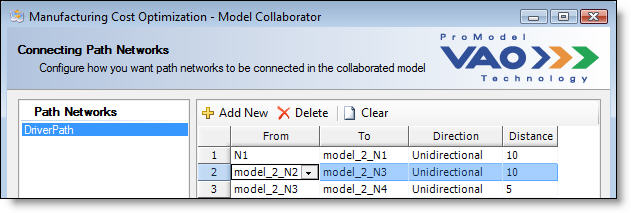 Manufacturing Cost Optimization - Model Collaborator
Connecting Path Networks
Configure how you want path networks to be connected in the collaborated model
ProModel
VAO
Technology
Path Networks
DriverPath
Add New Delete Clear
From To Direction Distance
1 N1 model_2_N1 Unidirectional 10
2 model_2_N2 model_2_N3 Unidirectional 10
3 model_2_N3 model_2_N4 Unidirectional 5